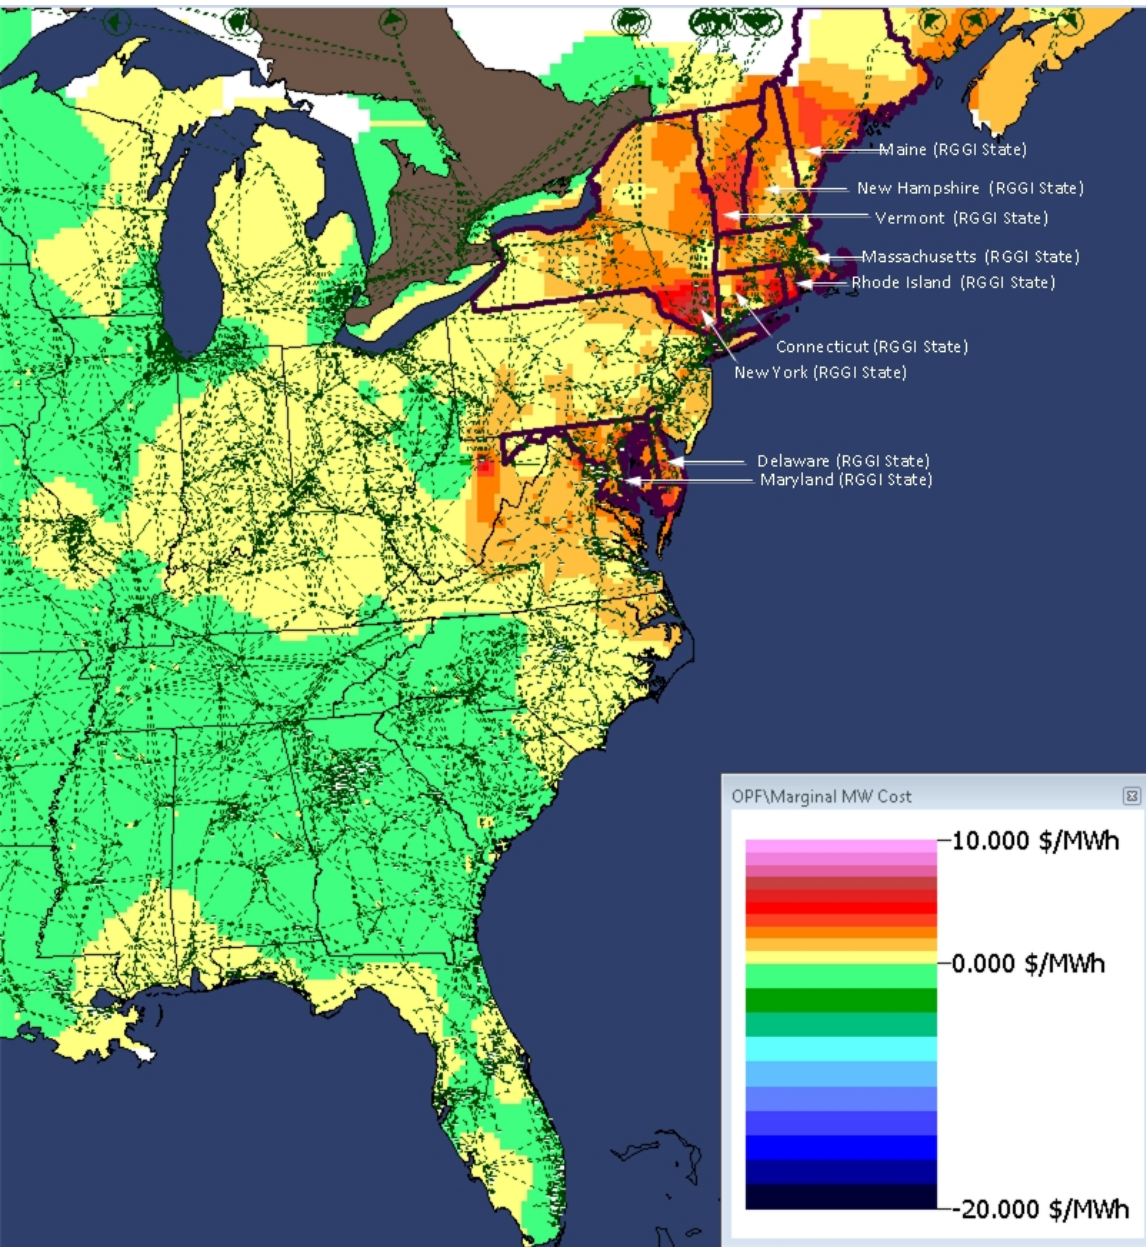 Maine (RGGI State)
New Hampshire (RGGI State)
Vermont (RGGI State)
Massachusetts (RGGI State)
Rhode Island (RGGI State)
Connecticut (RGGI State)
New York (RGGI State)
Delaware (RGGI State)
Maryland (RGGI State)
OPF\Marginal MW Cost
10.000 $/MWh
0.000 $/MWh
-20.000 $/MWh